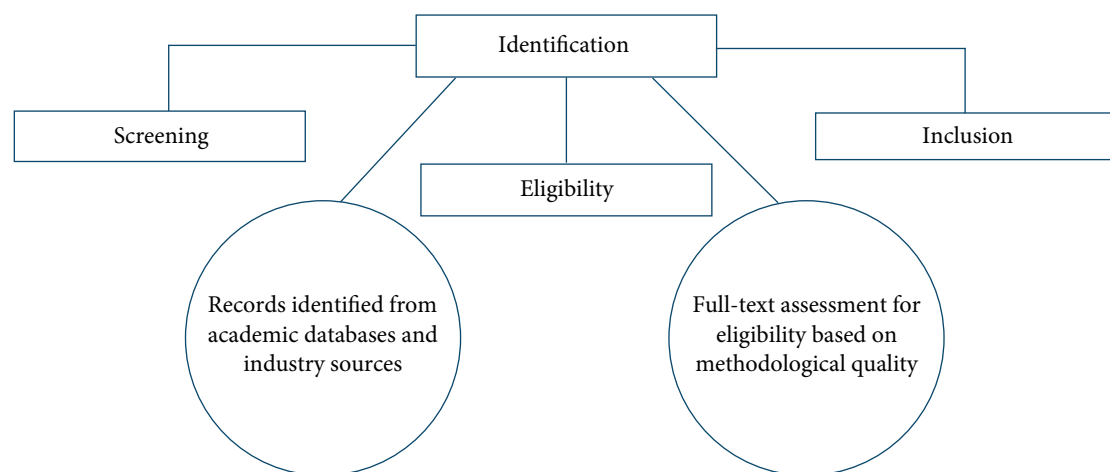 Identification
Screening
Inclusion
Eligibility
Records identified from
academic databases and
industry sources
Full-text assessment for
eligibility based on
methodological quality